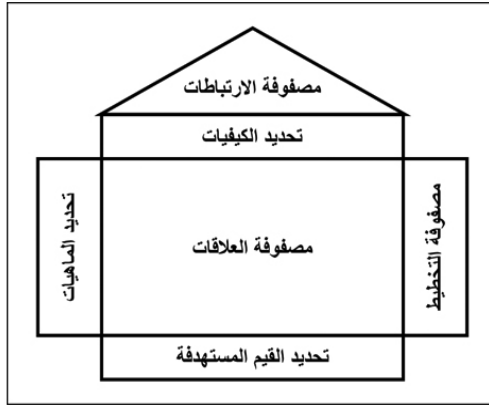 مصفوفة الارتباطات
تحديد الكيفيات
مصفوفة التخطيط
مصفوفة العلاقات
تحديد الماهيات
تحديد القيم المستهدفة